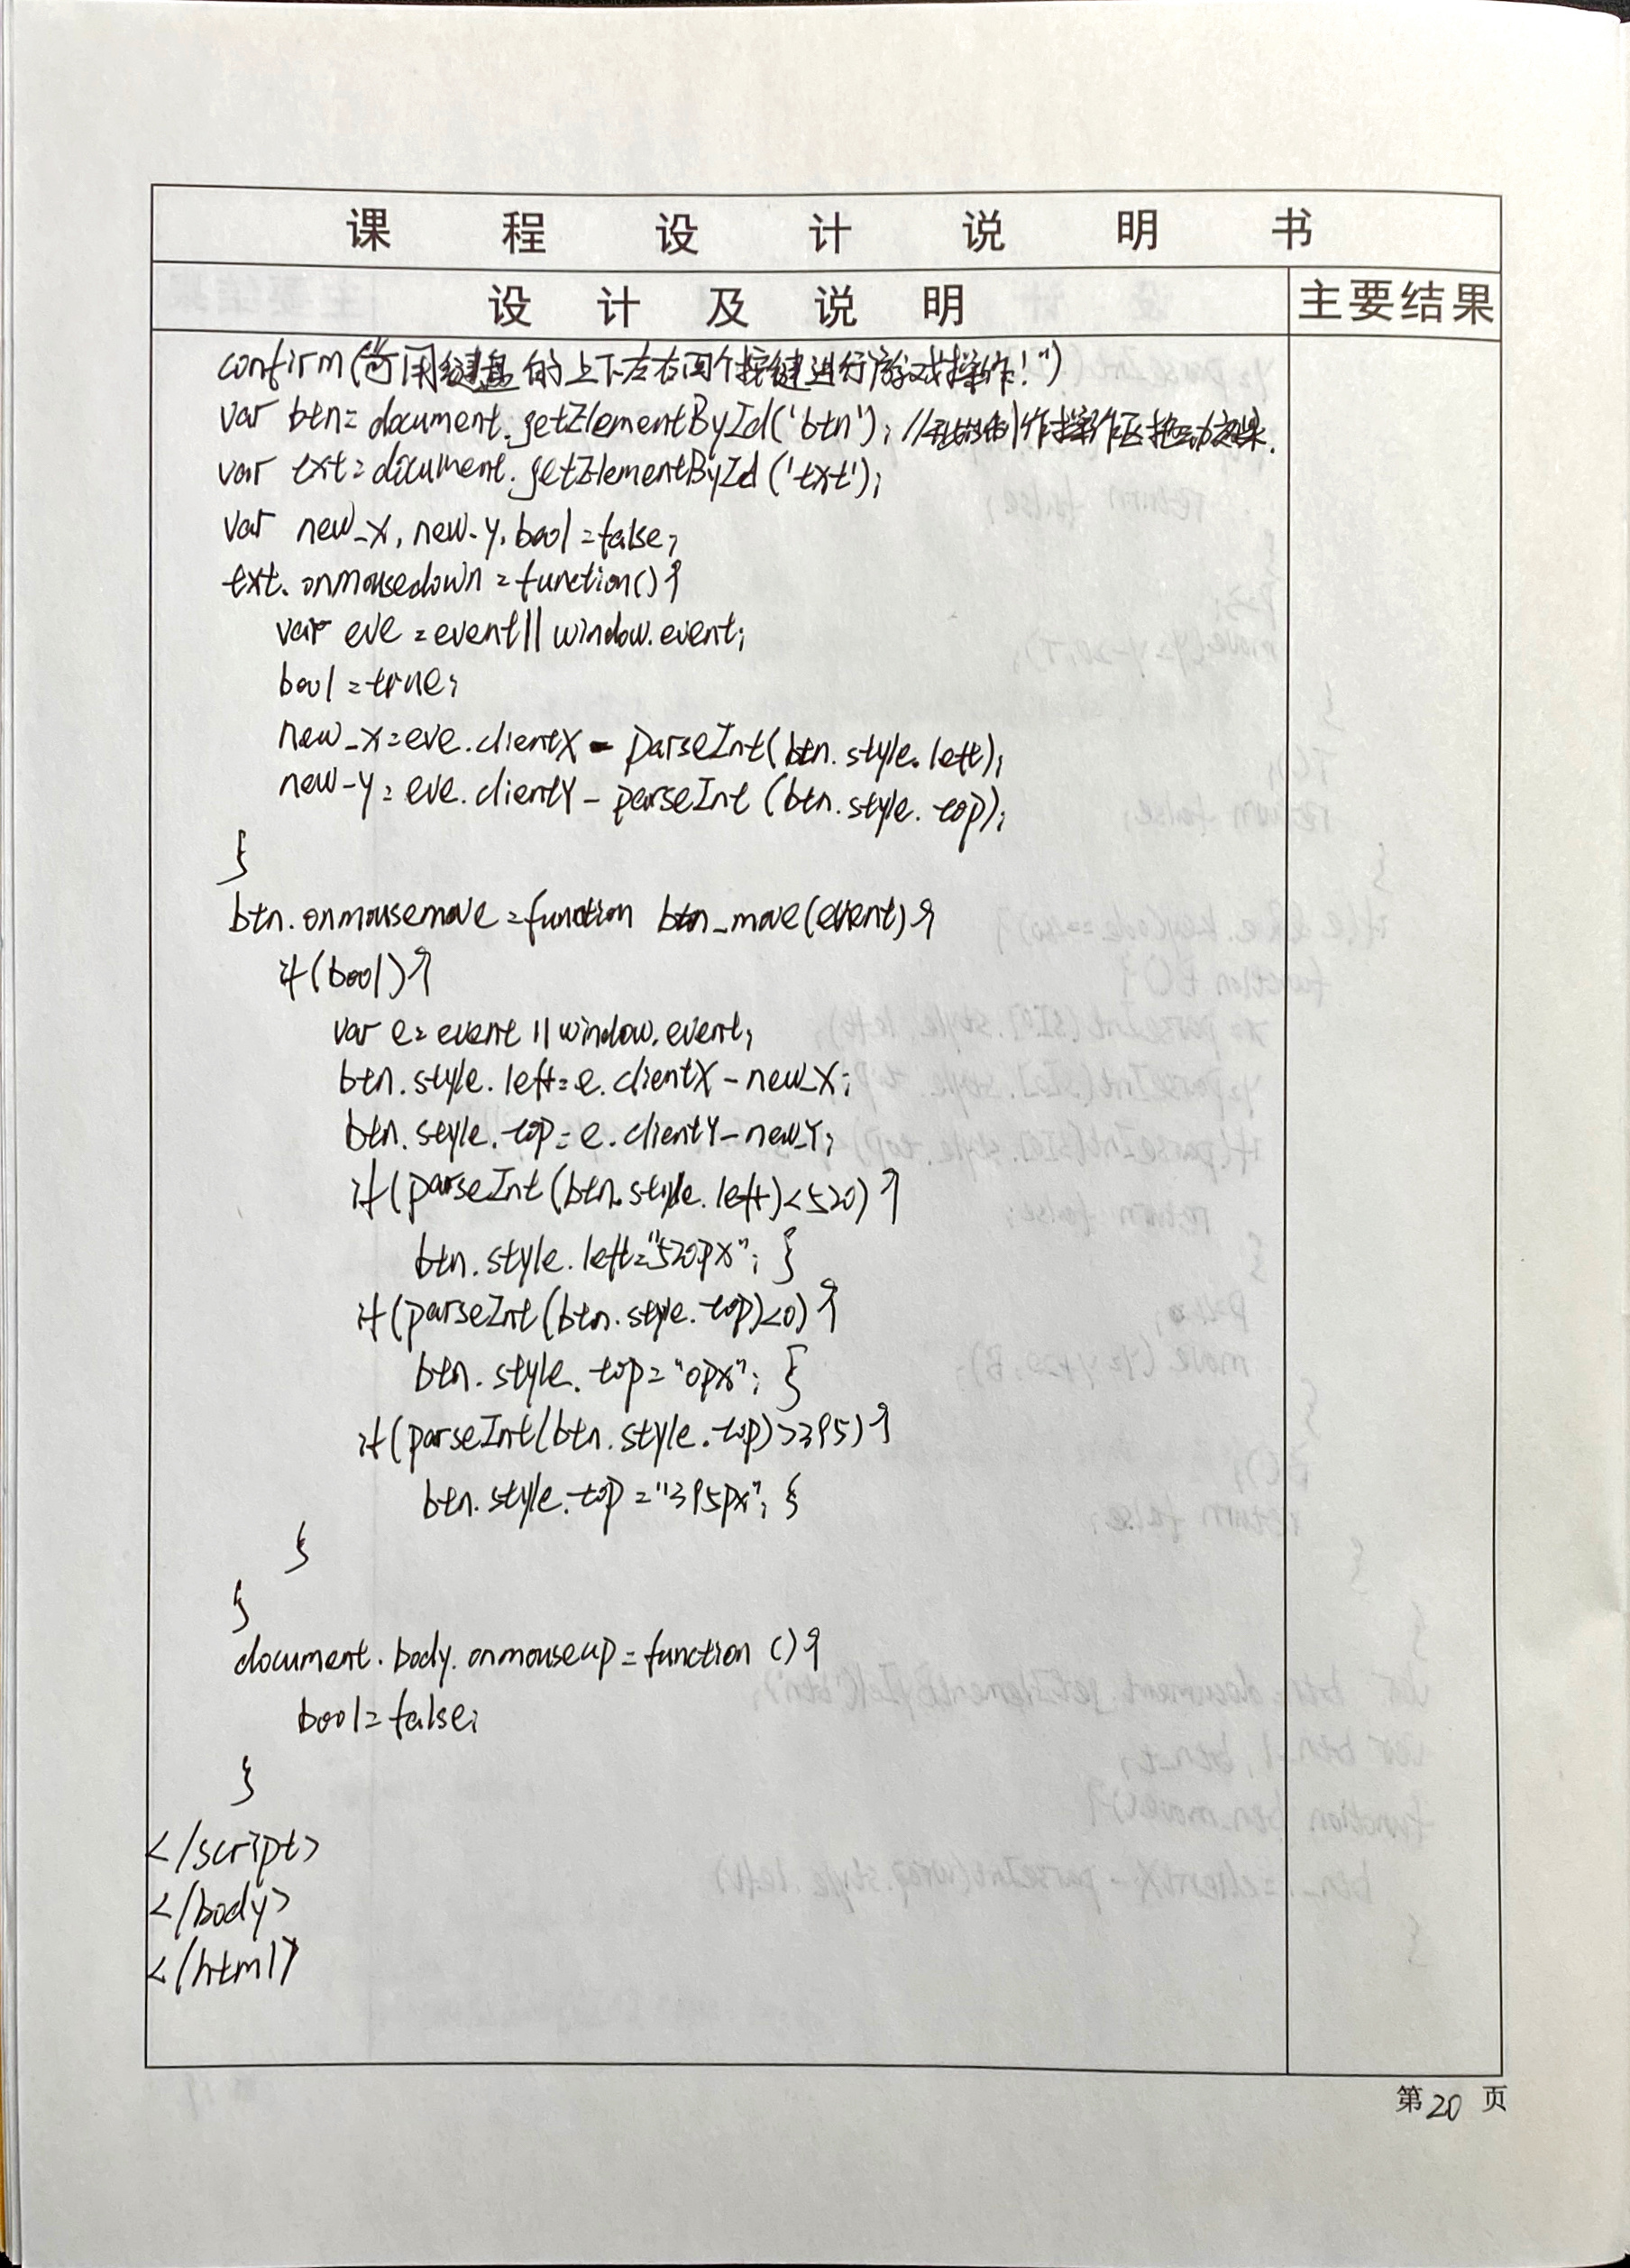 课程设计说明书
设计及说明 主要结果
confirm("可用键盘的上下左右四个按键进行游戏操作!")
var btn=document.getElementById('btn'); //制作操作区拖动效果.
var txt=document.getElementById('txt');
var new_x,new_y,bool=false;
txt.onmousedown=function(){
var eve=event||window.event;
bool=true;
new_x=eve.clientX-parseInt(btn.style.left);
new_y=eve.clientY-parseInt(btn.style.top);
}
btn.onmousemove=function btn_move(event){
if(bool){
var e=event||window.event;
btn.style.left=e.clientX-new_X;
btn.style.top=e.clientY-new_Y;
if(parseInt(btn.style.left)<520){
btn.style.left="520px"; }
if(parseInt(btn.style.top)<0){
btn.style.top="0px"; }
if(parseInt(btn.style.top)>395){
btn.style.top="395px"; }
}
}
document.body.onmouseup=function(){
bool=false;
}
</script>
</body>
</html>
第20页